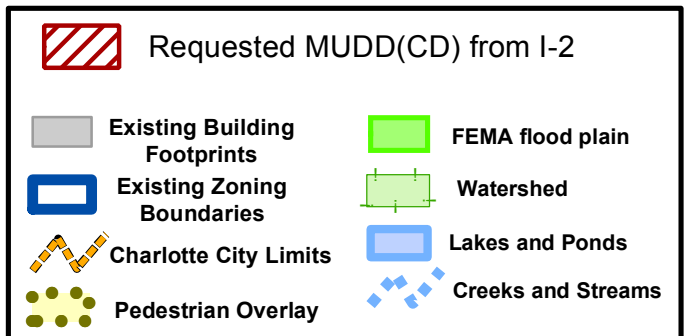 Requested MUDD(CD) from I-2
Existing Building
Footprints
Existing Zoning
Boundaries
Charlotte City Limits
Pedestrian Overlay
FEMA flood plain
Watershed
Lakes and Ponds
Creeks and Streams